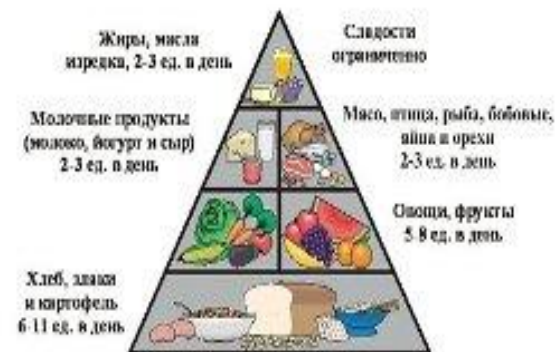 Жиры, масла
изредка, 2-3 ед. в день
Сладости
ограниченно
Молочные продукты
(молоко, йогурт и сыр)
2-3 ед. в день
Мясо, птица, рыба, бобовые,
яйца и орехи
2-3 ед. в день
Овощи, фрукты
5-8 ед. в день
Хлеб, злаки
и картофель
6-11 ед. в день